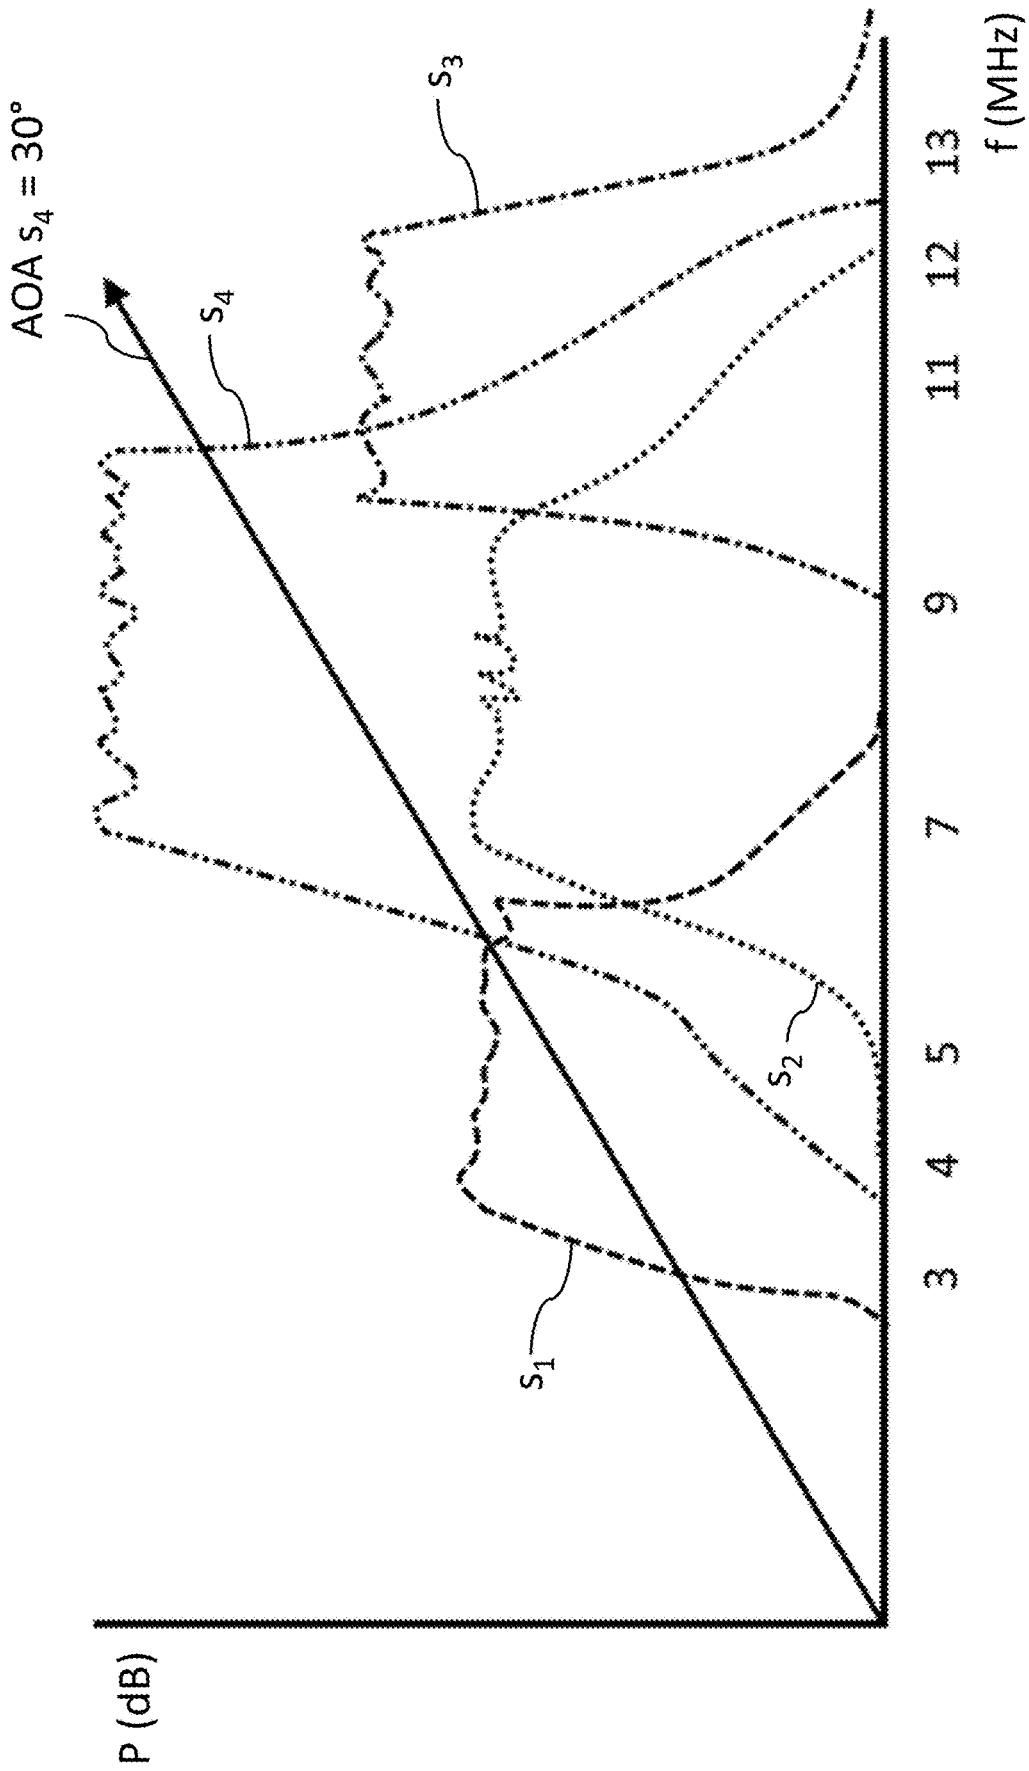 P (dB)
AOA s₄ = 30°
s₄
s₃
s₁
s₂
3 4 5 7 9 11 12 13
f (MHz)